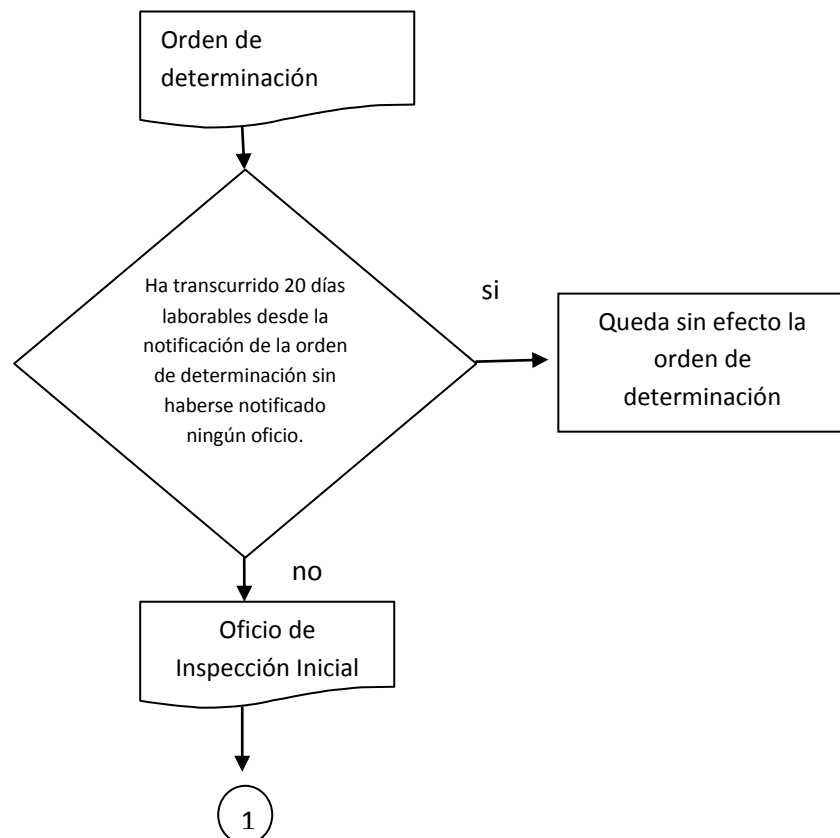 Orden de
determinación
Ha transcurrido 20 días
laborables desde la
notificación de la orden
de determinación sin
haberse notificado
ningún oficio.
si
Queda sin efecto la
orden de
determinación
no
Oficio de
Inspección Inicial
1